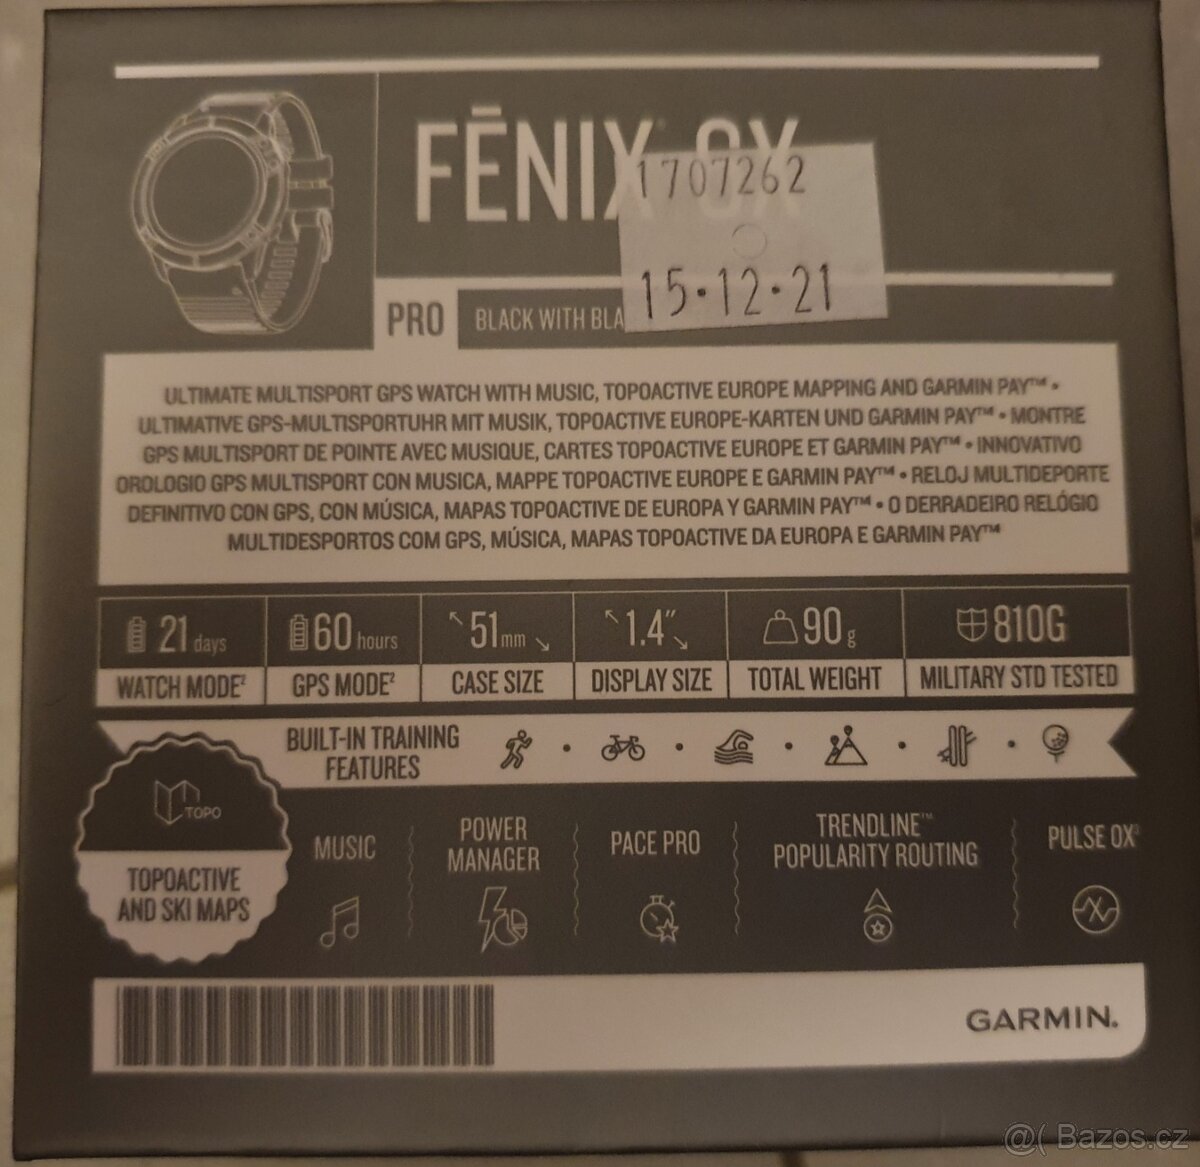 FĒNIX
1707262
15·12·21
PRO BLACK WITH BLA
ULTIMATE MULTISPORT GPS WATCH WITH MUSIC, TOPOACTIVE EUROPE MAPPING AND GARMIN PAY™ •
ULTIMATIVE GPS-MULTISPORTUHR MIT MUSIK, TOPOACTIVE EUROPE-KARTEN UND GARMIN PAY™ • MONTRE
GPS MULTISPORT DE POINTE AVEC MUSIQUE, CARTES TOPOACTIVE EUROPE ET GARMIN PAY™ • INNOVATIVO
OROLOGIO GPS MULTISPORT CON MUSICA, MAPPE TOPOACTIVE EUROPE E GARMIN PAY™ • RELOJ MULTIDEPORTE
DEFINITIVO CON GPS, CON MÚSICA, MAPAS TOPOACTIVE DE EUROPA Y GARMIN PAY™ • O DERRADEIRO RELÓGIO
MULTIDESPORTOS COM GPS, MÚSICA, MAPAS TOPOACTIVE DA EUROPA E GARMIN PAY™
21 days
WATCH MODE²
60 hours
GPS MODE²
51mm
CASE SIZE
1.4"
DISPLAY SIZE
90g
TOTAL WEIGHT
810G
MILITARY STD TESTED
BUILT-IN TRAINING
FEATURES
TOPO
TOPOACTIVE
AND SKI MAPS
MUSIC
POWER
MANAGER
PACE PRO
TRENDLINE™
POPULARITY ROUTING
PULSE OX³
GARMIN.
@( Bazos.cz